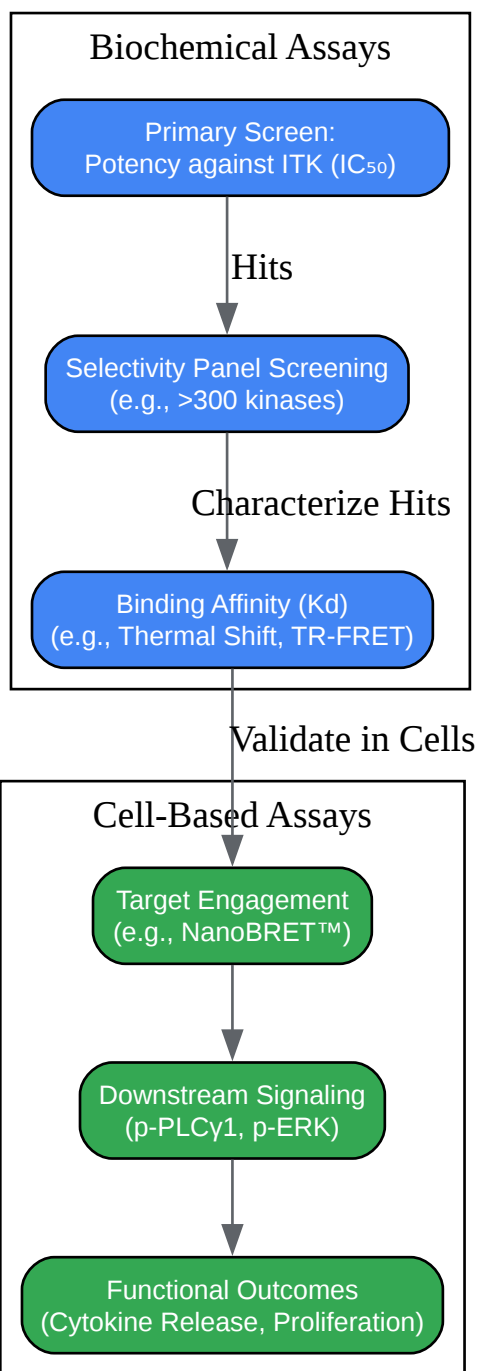 Biochemical Assays
Primary Screen:
Potency against ITK (IC₅₀)
Hits
Selectivity Panel Screening
(e.g., >300 kinases)
Characterize Hits
Binding Affinity (Kd)
(e.g., Thermal Shift, TR-FRET)
Validate in Cells
Cell-Based Assays
Target Engagement
(e.g., NanoBRET™)
Downstream Signaling
(p-PLCγ1, p-ERK)
Functional Outcomes
(Cytokine Release, Proliferation)